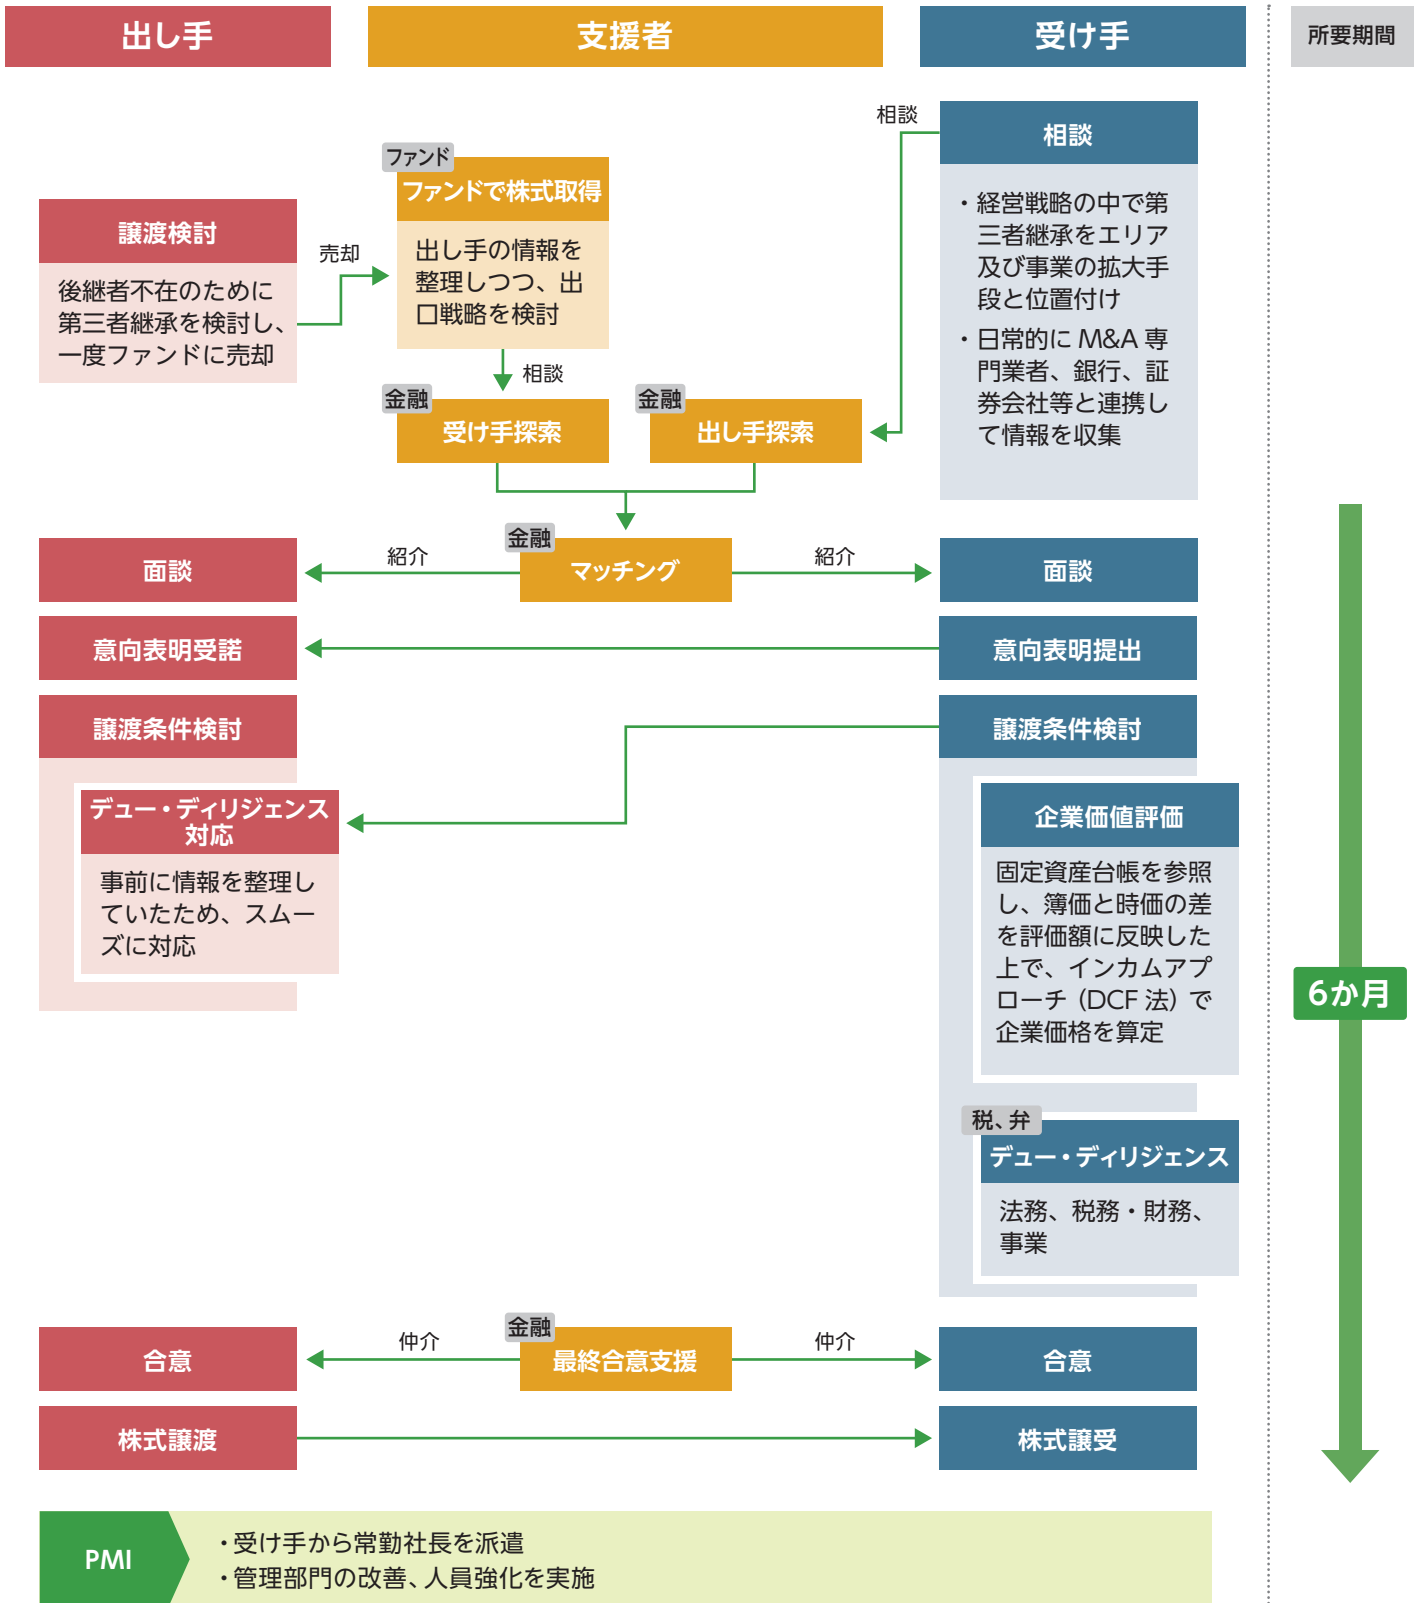 出し手
支援者
受け手
所要期間
相談
相談
・経営戦略の中で第
三者継承をエリア
及び事業の拡大手
段と位置付け
・日常的に M&A 専
門業者、銀行、証
券会社等と連携し
て情報を収集
ファンド
ファンドで株式取得
出し手の情報を
整理しつつ、出
口戦略を検討
譲渡検討
後継者不在のために
第三者継承を検討し、
一度ファンドに売却
売却
相談
金融
受け手探索
金融
出し手探索
面談
紹介
金融
マッチング
紹介
面談
意向表明受諾
意向表明提出
譲渡条件検討
譲渡条件検討
デュー・ディリジェンス
対応
事前に情報を整理し
ていたため、スムー
ズに対応
企業価値評価
固定資産台帳を参照
し、簿価と時価の差
を評価額に反映した
上で、インカムアプ
ローチ（DCF 法）で
企業価格を算定
6か月
税、弁
デュー・ディリジェンス
法務、税務・財務、
事業
合意
仲介
金融
最終合意支援
仲介
合意
株式譲渡
株式譲受
PMI
・受け手から常勤社長を派遣
・管理部門の改善、人員強化を実施